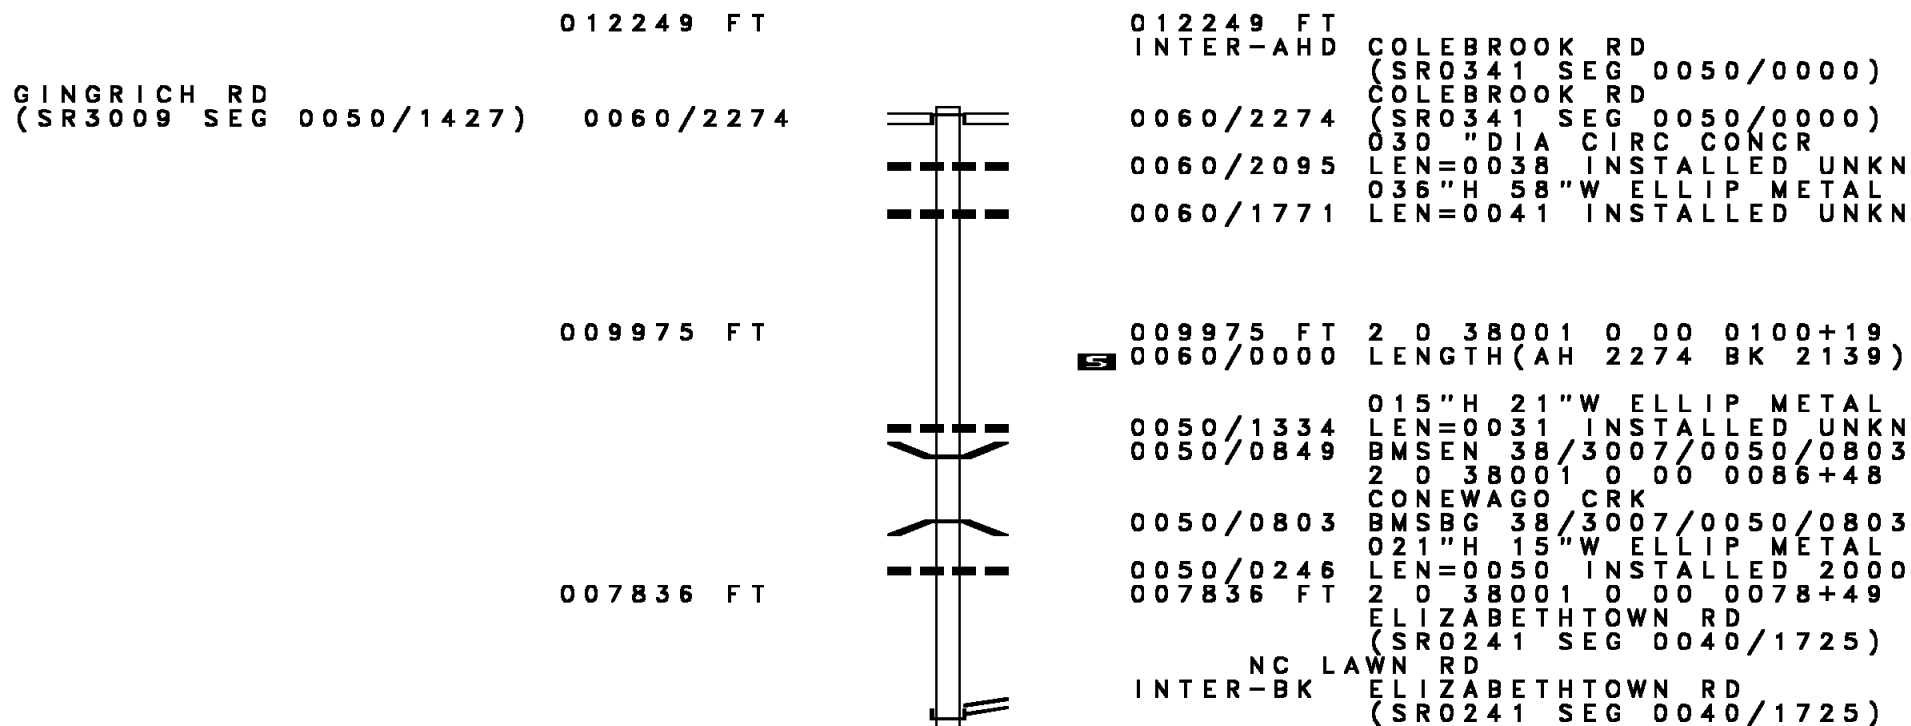 012249 FT 012249 FT
INTER-AHD COLEBROOK RD
(SR0341 SEG 0050/0000)
GINGRICH RD COLEBROOK RD
(SR3009 SEG 0050/1427) 0060/2274 0060/2274 (SR0341 SEG 0050/0000)
030 "DIA CIRC CONCR
0060/2095 LEN=0038 INSTALLED UNKN
036"H 58"W ELLIP METAL
0060/1771 LEN=0041 INSTALLED UNKN
009975 FT 009975 FT 2 0 38001 0 00 0100+19
S 0060/0000 LENGTH(AH 2274 BK 2139)
015"H 21"W ELLIP METAL
0050/1334 LEN=0031 INSTALLED UNKN
0050/0849 BMSEN 38/3007/0050/0803
2 0 38001 0 00 0086+48
CONEWAGO CRK
0050/0803 BMSBG 38/3007/0050/0803
021"H 15"W ELLIP METAL
0050/0246 LEN=0050 INSTALLED 2000
007836 FT 007836 FT 2 0 38001 0 00 0078+49
ELIZABETHTOWN RD
(SR0241 SEG 0040/1725)
NC LAWN RD
INTER-BK ELIZABETHTOWN RD
(SR0241 SEG 0040/1725)